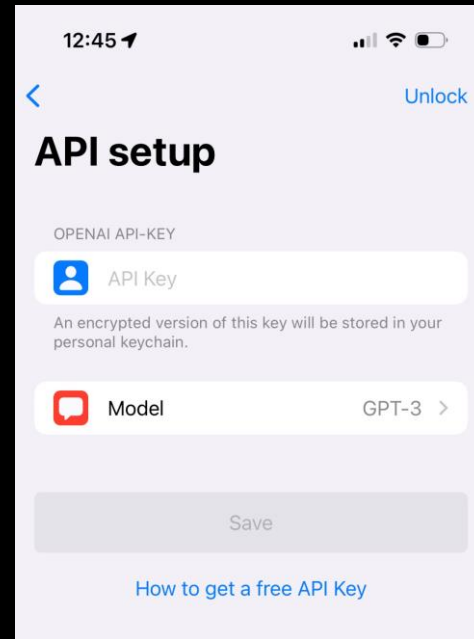 12:45
Unlock
API setup
OPENAI API-KEY
API Key
An encrypted version of this key will be stored in your
personal keychain.
Model GPT-3
Save
How to get a free API Key